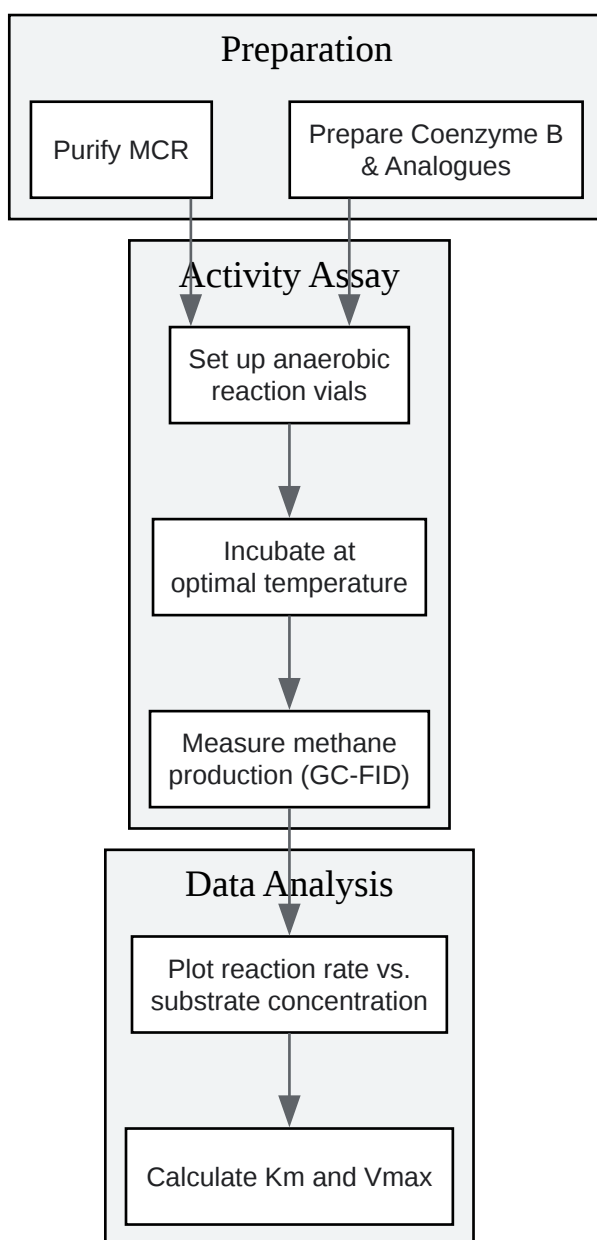 Preparation
Purify MCR
Prepare Coenzyme B
& Analogues
Activity Assay
Set up anaerobic
reaction vials
Incubate at
optimal temperature
Measure methane
production (GC-FID)
Data Analysis
Plot reaction rate vs.
substrate concentration
Calculate Km and Vmax